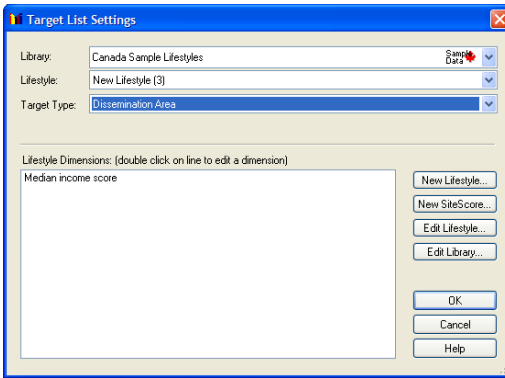 Target List Settings
Library: Canada Sample Lifestyles Sample Data
Lifestyle: New Lifestyle (3)
Target Type: Dissemination Area
Lifestyle Dimensions: (double click on line to edit a dimension)
Median income score
New Lifestyle...
New SiteScore...
Edit Lifestyle...
Edit Library...
OK
Cancel
Help